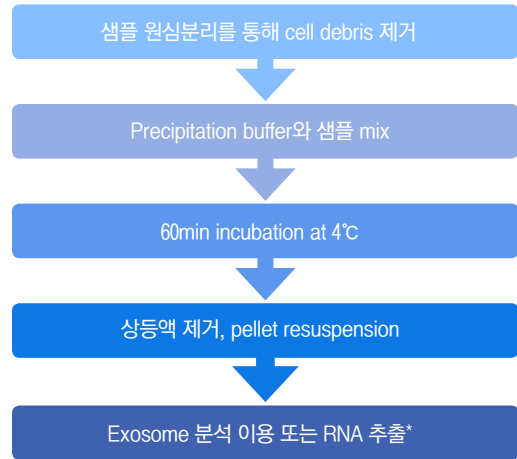 샘플 원심분리를 통해 cell debris 제거
Precipitation buffer와 샘플 mix
60min incubation at 4℃
상등액 제거, pellet resuspension
Exosome 분석 이용 또는 RNA 추출*